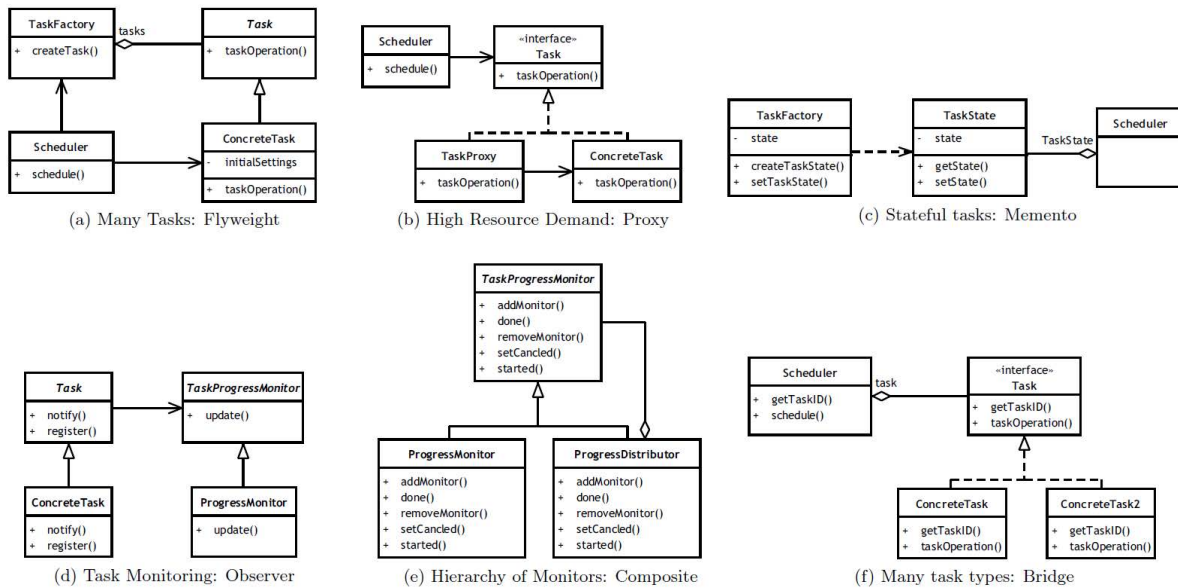 TaskFactory
+ createTask()
tasks
Task
+ taskOperation()
Scheduler
+ schedule()
ConcreteTask
- initialSettings
+ taskOperation()
(a) Many Tasks: Flyweight
Scheduler
+ schedule()
«interface»
Task
+ taskOperation()
TaskProxy
+ taskOperation()
ConcreteTask
+ taskOperation()
(b) High Resource Demand: Proxy
TaskFactory
- state
+ createTaskState()
+ setTaskState()
TaskState
- state
+ getState()
+ setState()
TaskState
Scheduler
(c) Stateful tasks: Memento
Task
+ notify()
+ register()
TaskProgressMonitor
+ update()
ConcreteTask
+ notify()
+ register()
ProgressMonitor
+ update()
(d) Task Monitoring: Observer
TaskProgressMonitor
+ addMonitor()
+ done()
+ removeMonitor()
+ setCancled()
+ started()
ProgressMonitor
+ addMonitor()
+ done()
+ removeMonitor()
+ setCancled()
+ started()
ProgressDistributor
+ addMonitor()
+ done()
+ removeMonitor()
+ setCancled()
+ started()
(e) Hierarchy of Monitors: Composite
Scheduler
+ getTaskID()
+ schedule()
task
«interface»
Task
+ getTaskID()
+ taskOperation()
ConcreteTask
+ getTaskID()
+ taskOperation()
ConcreteTask2
+ getTaskID()
+ taskOperation()
(f) Many task types: Bridge